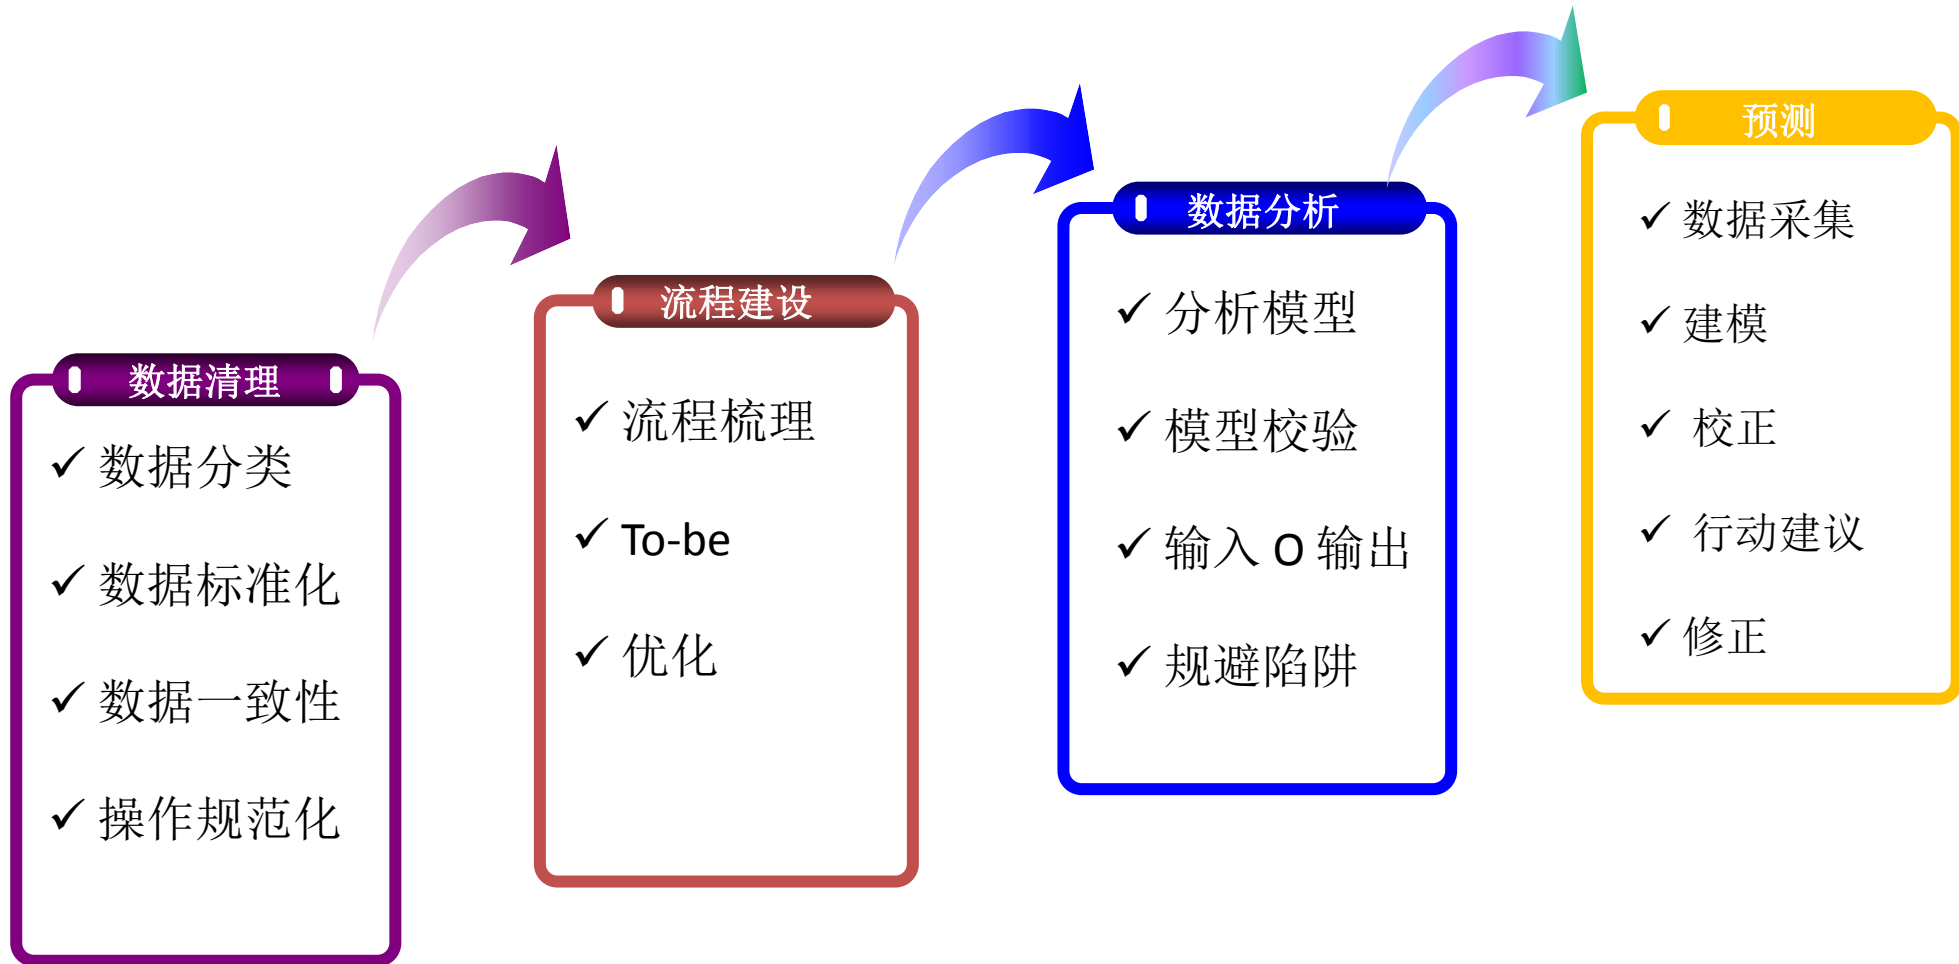 数据清理
✓ 数据分类
✓ 数据标准化
✓ 数据一致性
✓ 操作规范化
流程建设
✓ 流程梳理
✓ To-be
✓ 优化
数据分析
✓ 分析模型
✓ 模型校验
✓ 输入 O 输出
✓ 规避陷阱
预测
✓ 数据采集
✓ 建模
✓ 校正
✓ 行动建议
✓ 修正